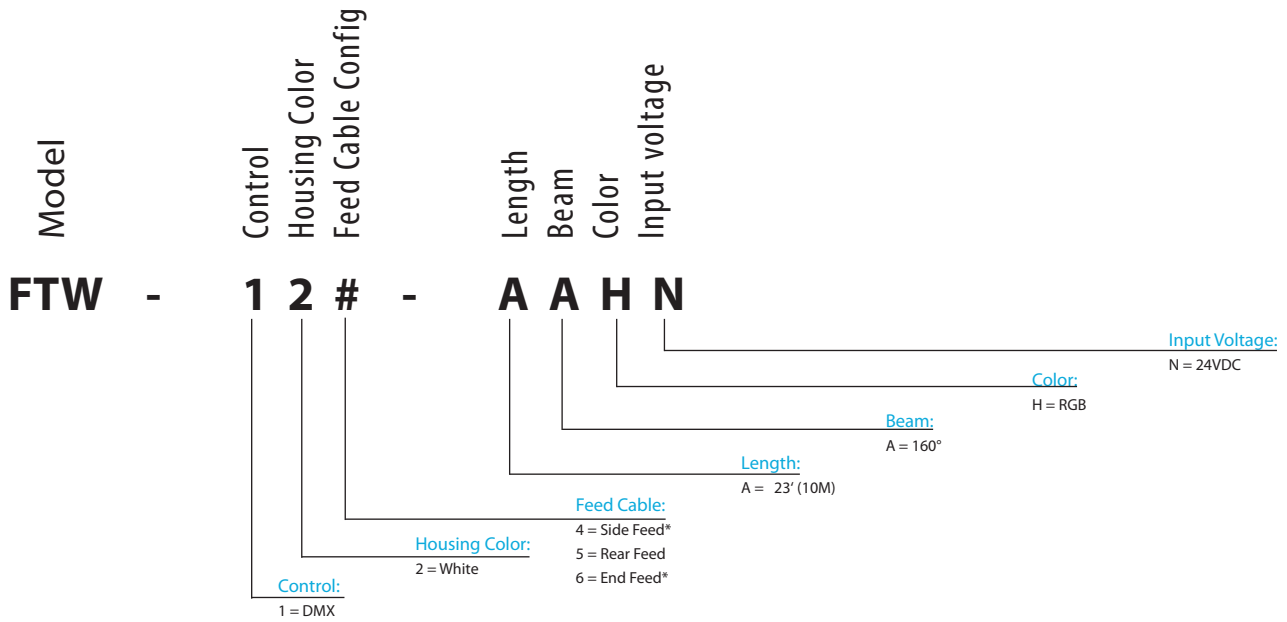 Model
Control
Housing Color
Feed Cable Config
Length
Beam
Color
Input voltage
FTW - 1 2 # - A A H N
Input Voltage:
N = 24VDC
Color:
H = RGB
Beam:
A = 160°
Length:
A = 23' (10M)
Feed Cable:
4 = Side Feed*
5 = Rear Feed
6 = End Feed*
Housing Color:
2 = White
Control:
1 = DMX